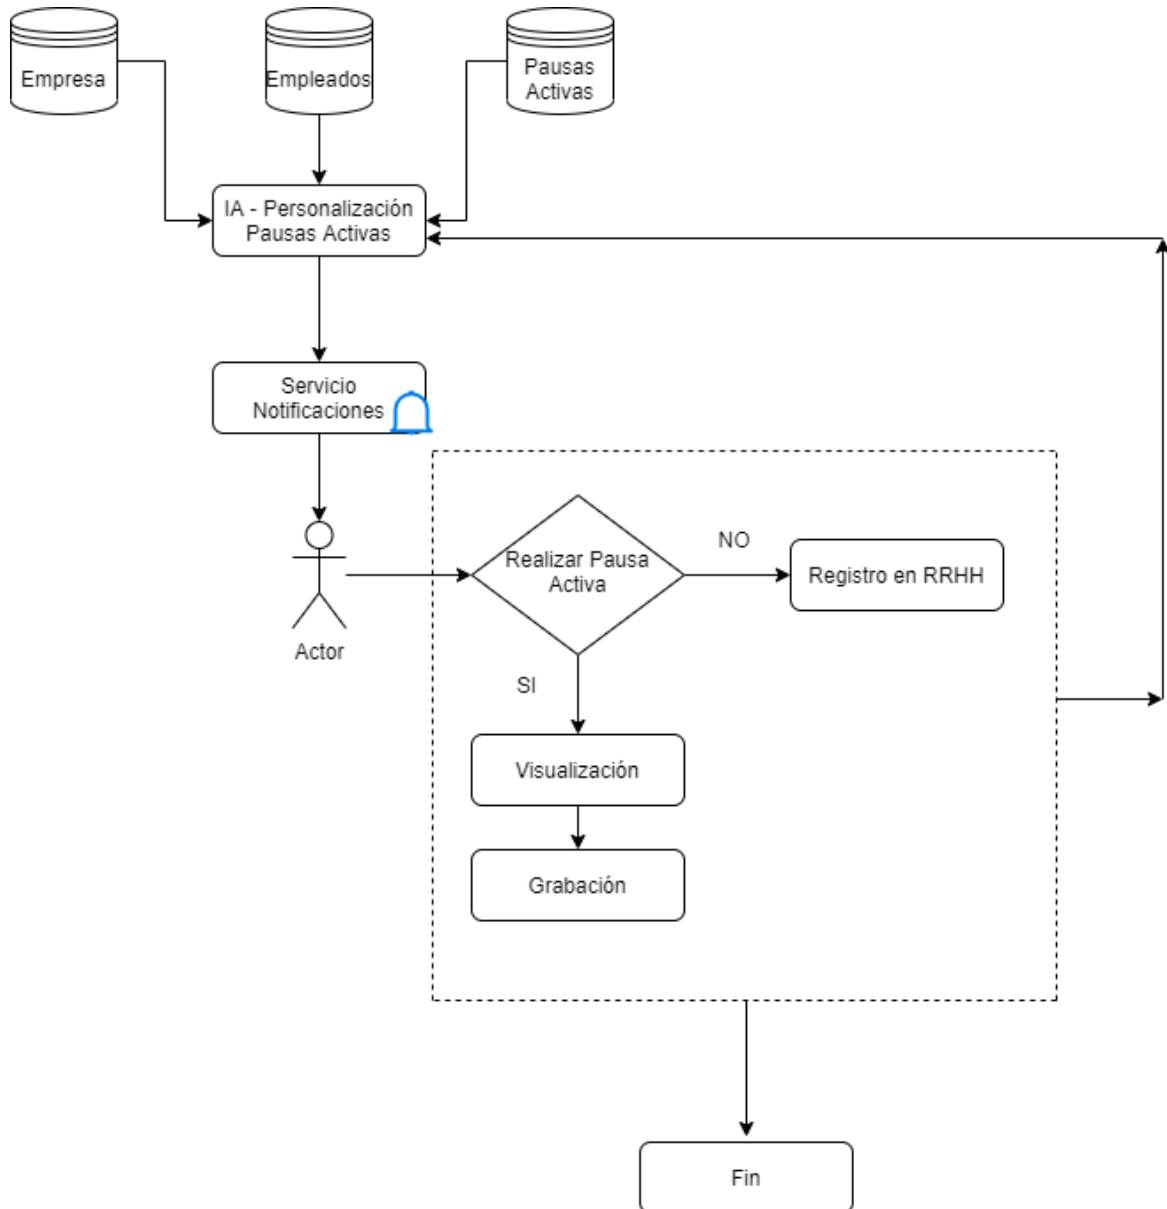 Empresa
Empleados
Pausas
Activas
IA - Personalización
Pausas Activas
Servicio
Notificaciones
Realizar Pausa
Activa
NO
Registro en RRHH
Actor
SI
Visualización
Grabación
Fin